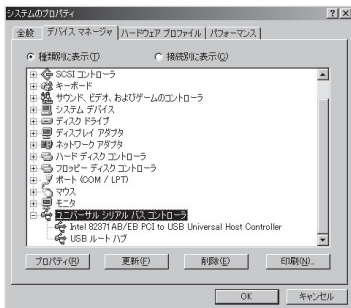 システムのプロパティ
全般 デバイス マネージャ ハードウェア プロファイル パフォーマンス
種類別に表示(T) 接続別に表示(C)
SCSI コントローラ
キーボード
サウンド、ビデオ、およびゲームのコントローラ
システム デバイス
ディスク ドライブ
ディスプレイ アダプタ
ネットワーク アダプタ
ハード ディスク コントローラ
フロッピー ディスク コントローラ
ポート (COM / LPT)
マウス
モニタ
ユニバーサル シリアル バス コントローラ
Intel 82371AB/EB PCI to USB Universal Host Controller
USB ルート ハブ
プロパティ(R) 更新(F) 削除(E) 印刷(N)...
OK キャンセル